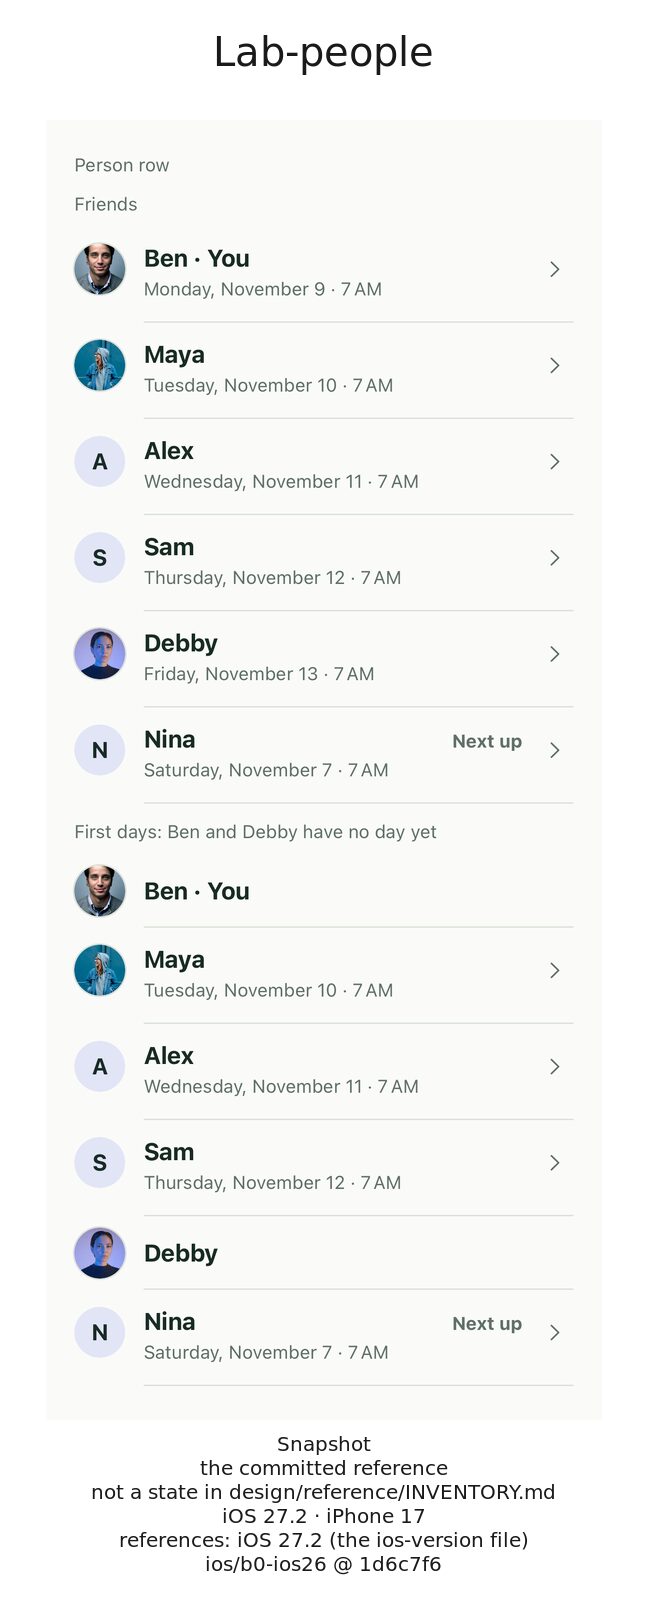 Lab-people
Person row
Friends
Ben · You
Monday, November 9 · 7 AM
Maya
Tuesday, November 10 · 7 AM
A
Alex
Wednesday, November 11 · 7 AM
S
Sam
Thursday, November 12 · 7 AM
Debby
Friday, November 13 · 7 AM
N
Nina
Next up
Saturday, November 7 · 7 AM
First days: Ben and Debby have no day yet
Ben · You
Maya
Tuesday, November 10 · 7 AM
A
Alex
Wednesday, November 11 · 7 AM
S
Sam
Thursday, November 12 · 7 AM
Debby
N
Nina
Next up
Saturday, November 7 · 7 AM
Snapshot
the committed reference
not a state in design/reference/INVENTORY.md
iOS 27.2 · iPhone 17
references: iOS 27.2 (the ios-version file)
ios/b0-ios26 @ 1d6c7f6